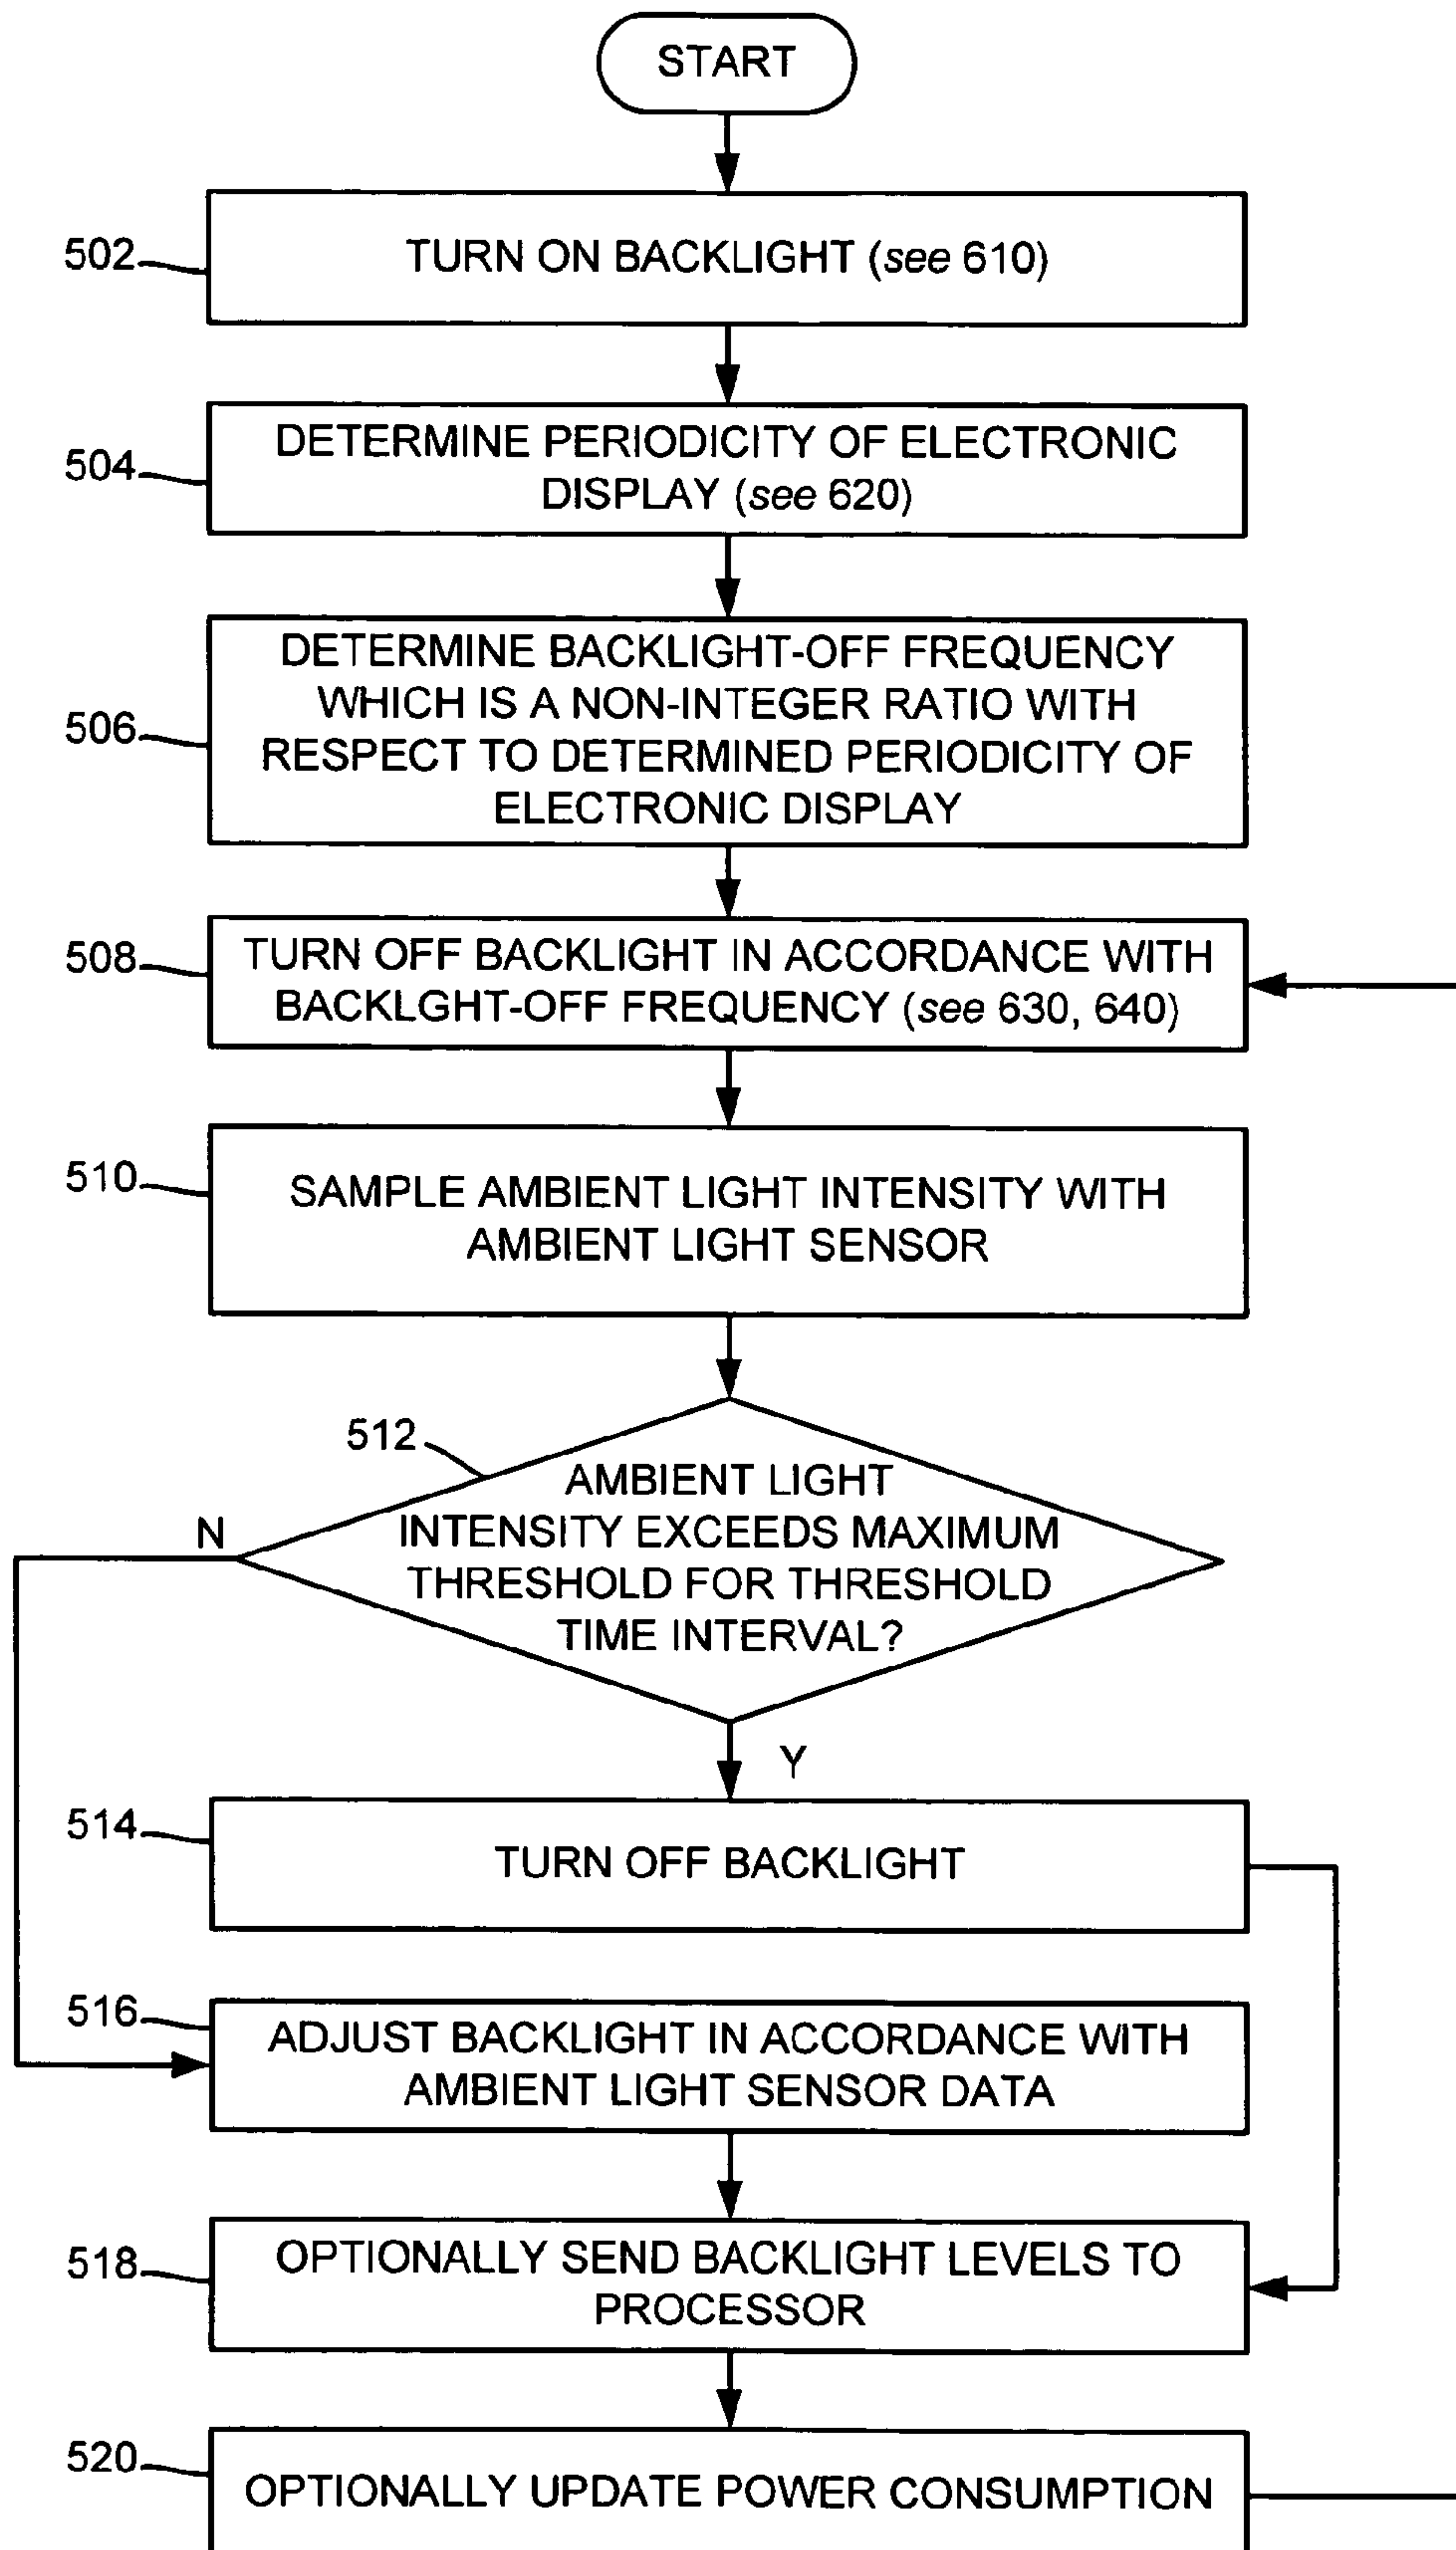 START
502
TURN ON BACKLIGHT (see 610)
504
DETERMINE PERIODICITY OF ELECTRONIC
DISPLAY (see 620)
506
DETERMINE BACKLIGHT-OFF FREQUENCY
WHICH IS A NON-INTEGER RATIO WITH
RESPECT TO DETERMINED PERIODICITY OF
ELECTRONIC DISPLAY
508
TURN OFF BACKLIGHT IN ACCORDANCE WITH
BACKLGHT-OFF FREQUENCY (see 630, 640)
510
SAMPLE AMBIENT LIGHT INTENSITY WITH
AMBIENT LIGHT SENSOR
512
AMBIENT LIGHT
INTENSITY EXCEEDS MAXIMUM
THRESHOLD FOR THRESHOLD
TIME INTERVAL?
N
Y
514
TURN OFF BACKLIGHT
516
ADJUST BACKLIGHT IN ACCORDANCE WITH
AMBIENT LIGHT SENSOR DATA
518
OPTIONALLY SEND BACKLIGHT LEVELS TO
PROCESSOR
520
OPTIONALLY UPDATE POWER CONSUMPTION